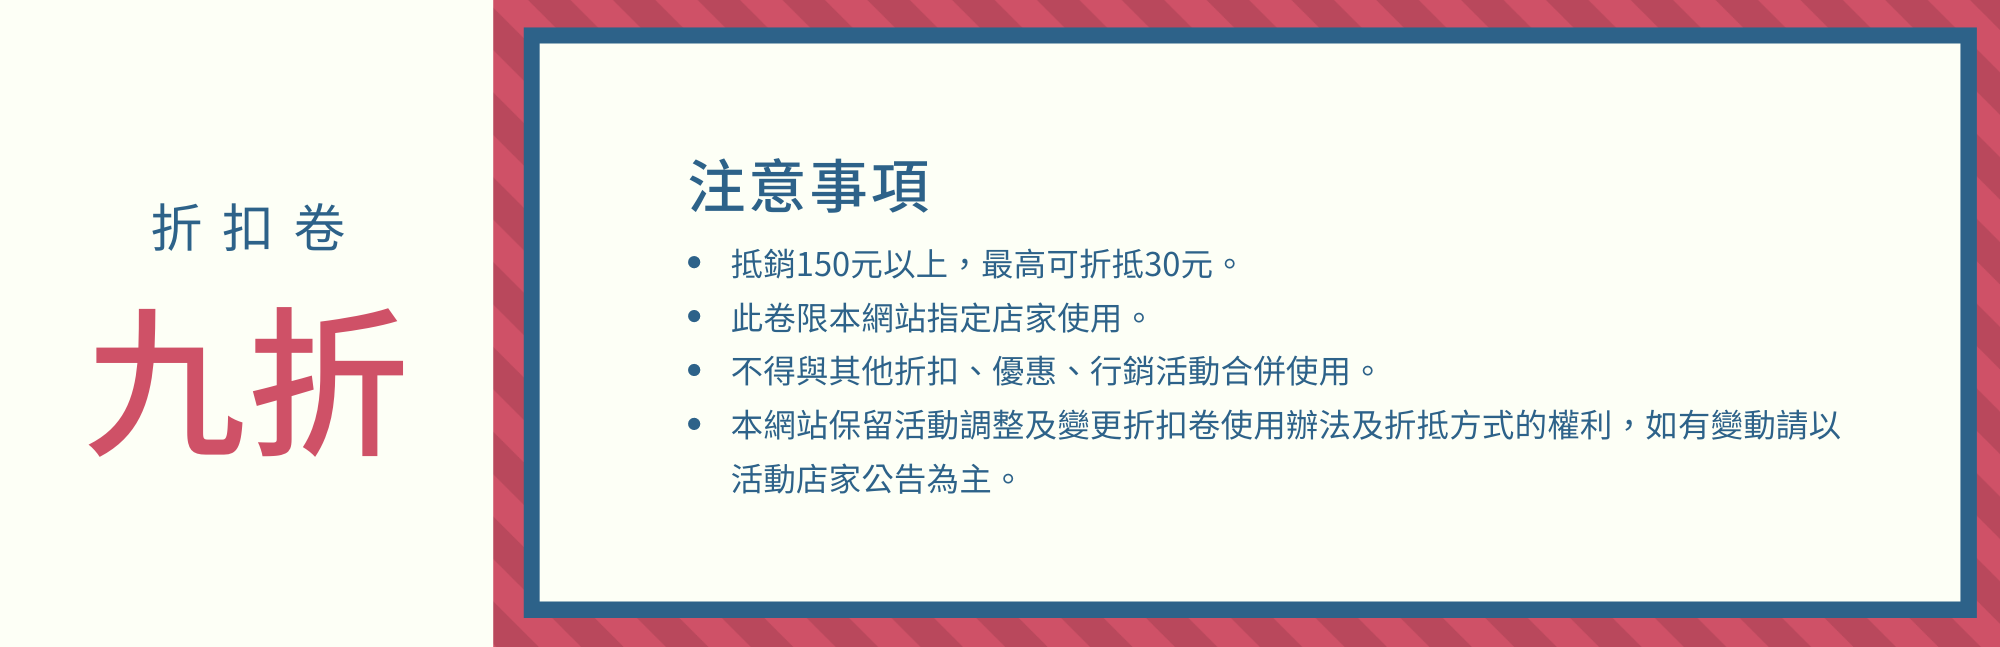 折扣卷
九折
注意事項
• 抵銷150元以上，最高可折抵30元。
• 此卷限本網站指定店家使用。
• 不得與其他折扣、優惠、行銷活動合併使用。
• 本網站保留活動調整及變更折扣卷使用辦法及折抵方式的權利，如有變動請以
活動店家公告為主。